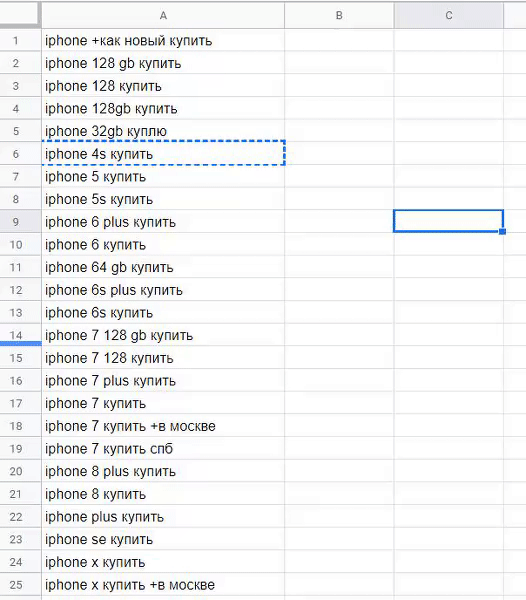 A B C
1 iphone +как новый купить
2 iphone 128 gb купить
3 iphone 128 купить
4 iphone 128gb купить
5 iphone 32gb куплю
6 iphone 4s купить
7 iphone 5 купить
8 iphone 5s купить
9 iphone 6 plus купить
10 iphone 6 купить
11 iphone 64 gb купить
12 iphone 6s plus купить
13 iphone 6s купить
14 iphone 7 128 gb купить
15 iphone 7 128 купить
16 iphone 7 plus купить
17 iphone 7 купить
18 iphone 7 купить +в москве
19 iphone 7 купить спб
20 iphone 8 plus купить
21 iphone 8 купить
22 iphone plus купить
23 iphone se купить
24 iphone x купить
25 iphone x купить +в москве